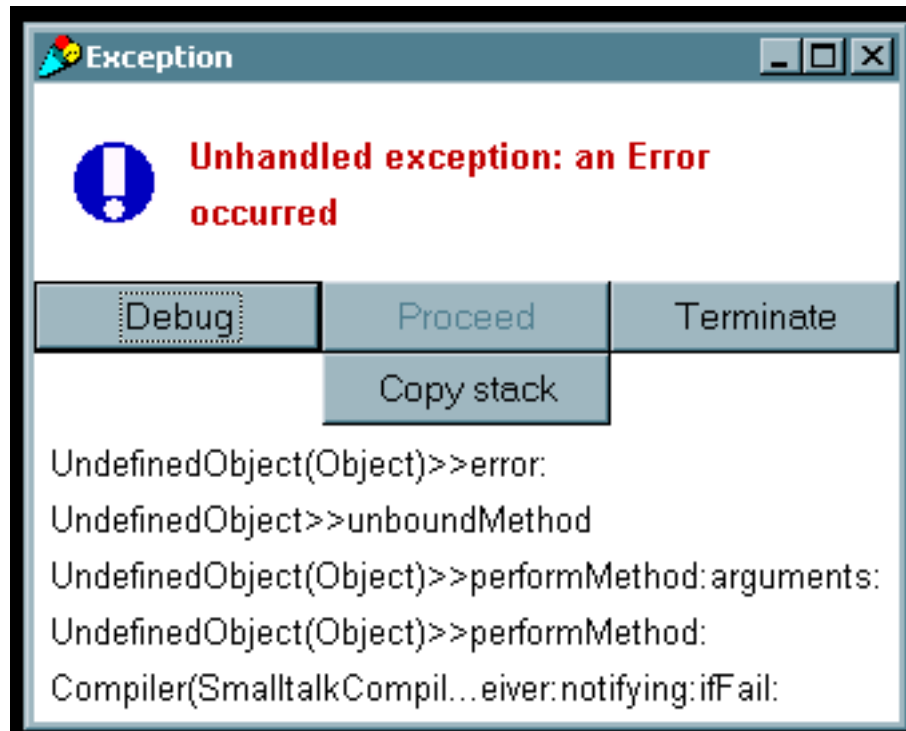 Exception
Unhandled exception: an Error
occurred
Debug
Proceed
Terminate
Copy stack
UndefinedObject(Object)>>error:
UndefinedObject>>unboundMethod
UndefinedObject(Object)>>performMethod:arguments:
UndefinedObject(Object)>>performMethod:
Compiler(SmalltalkCompil...eiver:notifying:ifFail: